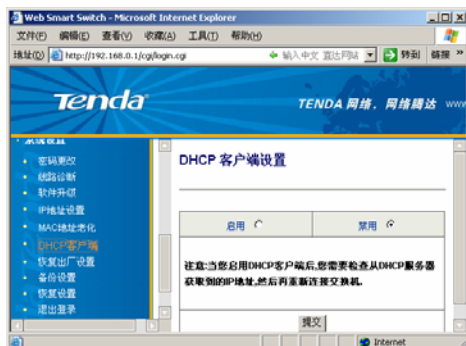 Web Smart Switch - Microsoft Internet Explorer
文件(F) 编辑(E) 查看(V) 收藏(A) 工具(T) 帮助(H)
地址(D) http://192.168.0.1/cgi/login.cgi 输入中文 直达网站 转到 链接 »
Tenda
TENDA 网络，网络腾达 www
系统设置
密码更改
线路诊断
软件升级
IP地址设置
MAC地址老化
DHCP客户端
恢复出厂设置
备份设置
恢复设置
退出登录
DHCP 客户端设置
启用 禁用
注意:当您启用DHCP客户端后,您需要检查从DHCP服务器
获取到的IP地址,然后再重新连接交换机.
提交
Internet